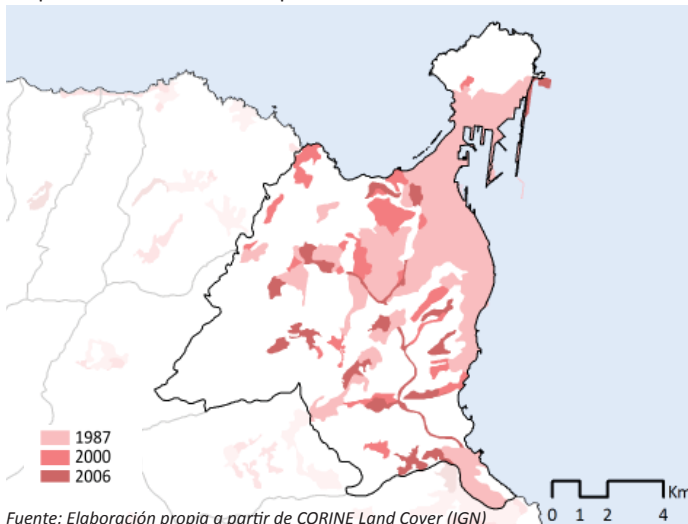 1987
2000
2006
Km
0 1 2 4
Fuente: Elaboración propia a partir de CORINE Land Cover (IGN)